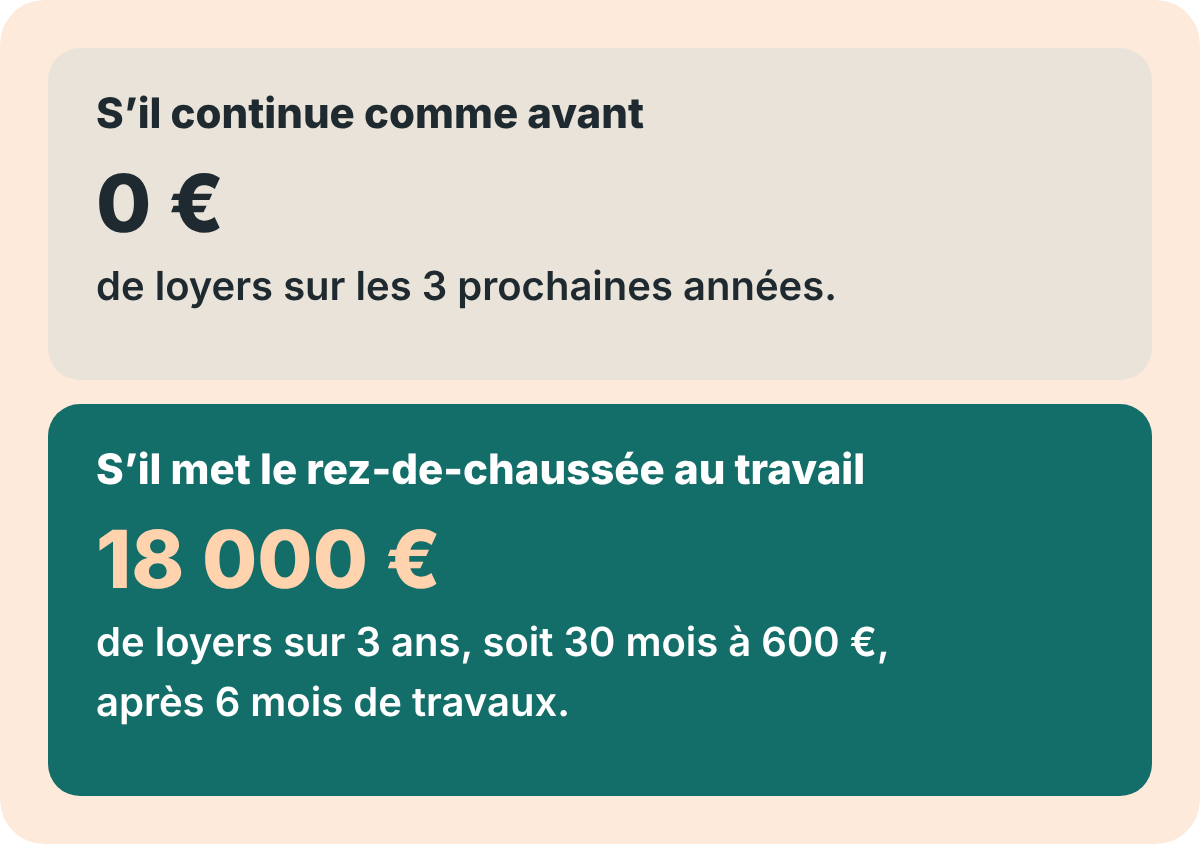 S’il continue comme avant
0 €
de loyers sur les 3 prochaines années.
S’il met le rez-de-chaussée au travail
18 000 €
de loyers sur 3 ans, soit 30 mois à 600 €,
après 6 mois de travaux.